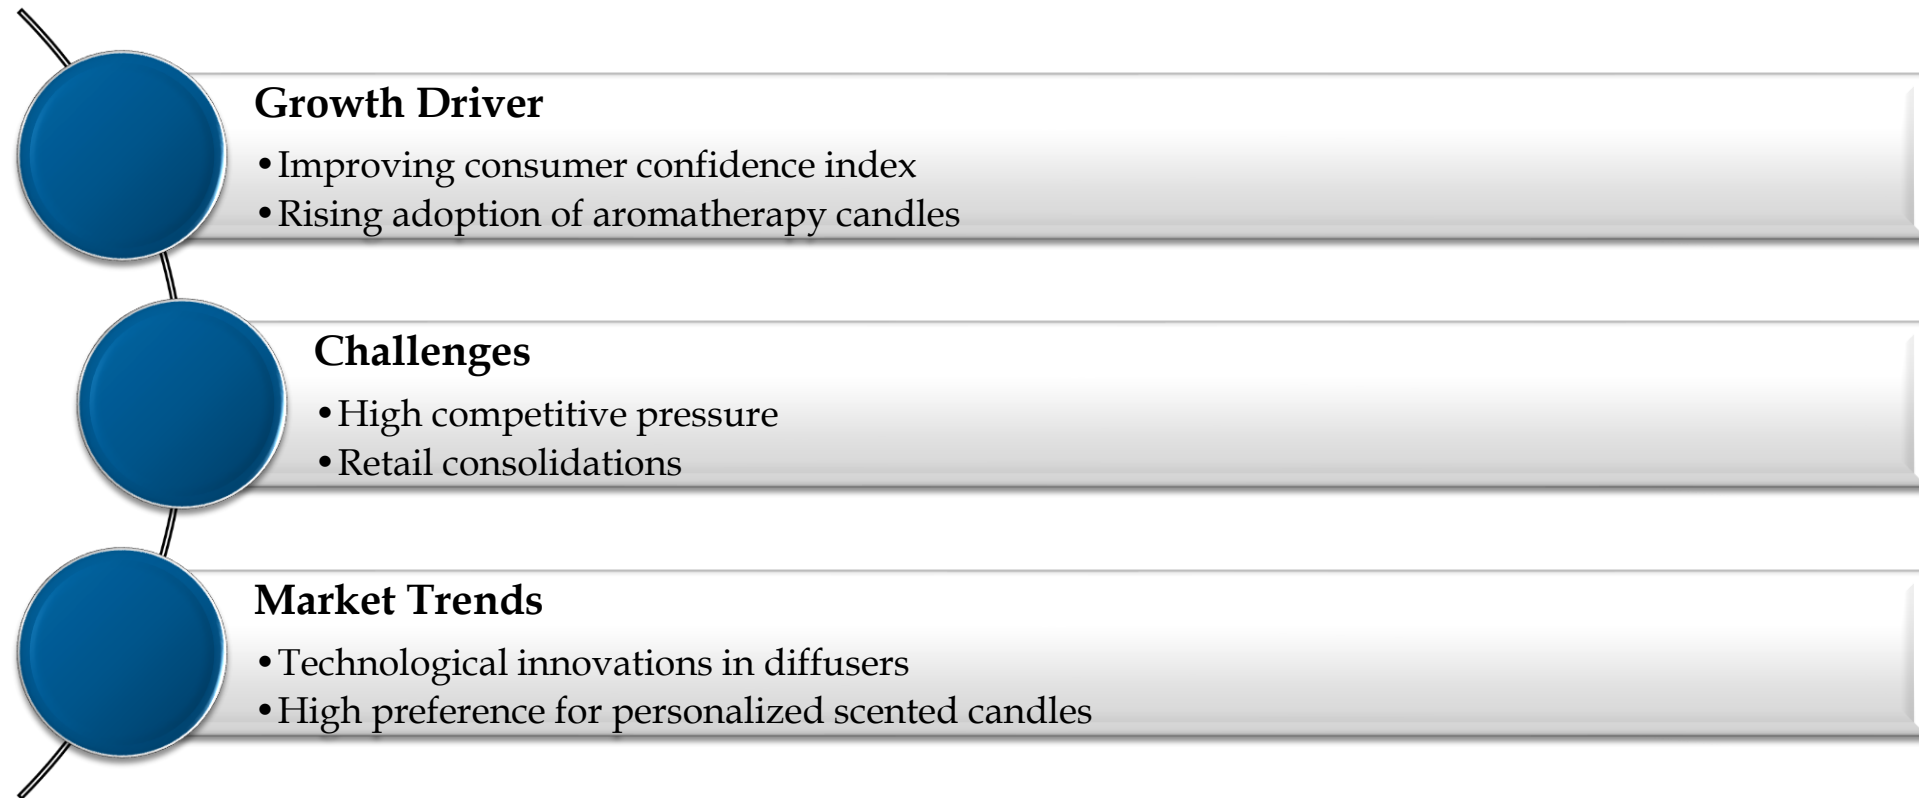 Growth Driver
•Improving consumer confidence index
•Rising adoption of aromatherapy candles
Challenges
•High competitive pressure
•Retail consolidations
Market Trends
•Technological innovations in diffusers
•High preference for personalized scented candles